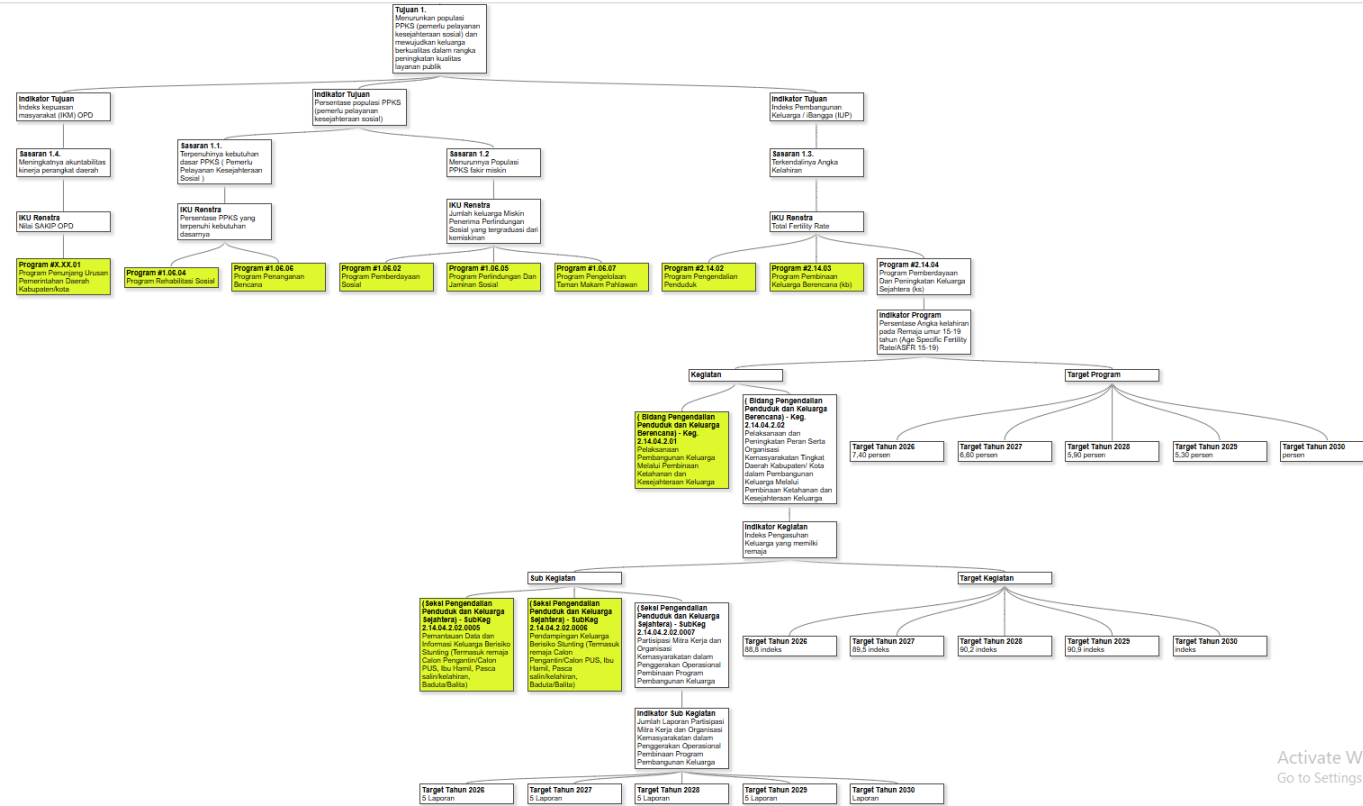 Tujuan 1.
Menurunkan populasi
PPKS (pemerlu pelayanan
kesejahteraan sosial) dan
mewujudkan keluarga
berkualitas dalam rangka
peningkatan kualitas
layanan publik
Indikator Tujuan
Indeks kepuasan
masyarakat (IKM) OPD
Indikator Tujuan
Persentase populasi PPKS
(pemerlu pelayanan
kesejahteraan sosial)
Indikator Tujuan
Indeks Pembangunan
Keluarga / iBangga (IUP)
Sasaran 1.4.
Meningkatnya akuntabilitas
kinerja perangkat daerah
Sasaran 1.1.
Terpenuhinya kebutuhan
dasar PPKS ( Pemerlu
Pelayanan Kesejahteraan
Sosial )
Sasaran 1.2
Menurunnya Populasi
PPKS fakir miskin
Sasaran 1.3.
Terkendalinya Angka
Kelahiran
IKU Renstra
Nilai SAKIP OPD
IKU Renstra
Persentase PPKS yang
terpenuhi kebutuhan
dasarnya
IKU Renstra
Jumlah keluarga Miskin
Penerima Perlindungan
Sosial yang tergraduasi dari
kemiskinan
IKU Renstra
Total Fertility Rate
Program #X.XX.01
Program Penunjang Urusan
Pemerintahan Daerah
Kabupaten/kota
Program #1.06.04
Program Rehabilitasi Sosial
Program #1.06.06
Program Penanganan
Bencana
Program #1.06.02
Program Pemberdayaan
Sosial
Program #1.06.05
Program Perlindungan Dan
Jaminan Sosial
Program #1.06.07
Program Pengelolaan
Taman Makam Pahlawan
Program #2.14.02
Program Pengendalian
Penduduk
Program #2.14.03
Program Pembinaan
Keluarga Berencana (kb)
Program #2.14.04
Program Pemberdayaan
Dan Peningkatan Keluarga
Sejahtera (ks)
Indikator Program
Persentase Angka kelahiran
pada Remaja umur 15-19
tahun (Age Specific Fertility
Rate/ASFR 15-19)
Kegiatan
Target Program
( Bidang Pengendalian
Penduduk dan Keluarga
Berencana) - Keg.
2.14.04.2.01
Pelaksanaan
Pembangunan Keluarga
Melalui Pembinaan
Ketahanan dan
Kesejahteraan Keluarga
( Bidang Pengendalian
Penduduk dan Keluarga
Berencana) - Keg.
2.14.04.2.02
Pelaksanaan dan
Peningkatan Peran Serta
Organisasi
Kemasyarakatan Tingkat
Daerah Kabupaten/ Kota
dalam Pembangunan
Keluarga Melalui
Pembinaan Ketahanan dan
Kesejahteraan Keluarga
Target Tahun 2026
7,40 persen
Target Tahun 2027
6,60 persen
Target Tahun 2028
5,90 persen
Target Tahun 2029
5,30 persen
Target Tahun 2030
persen
Indikator Kegiatan
Indeks Pengasuhan
Keluarga yang memilki
remaja
Sub Kegiatan
Target Kegiatan
(Seksi Pengendalian
Penduduk dan Keluarga
Sejahtera) - SubKeg
2.14.04.2.02.0005
Pemantauan Data dan
Informasi Keluarga Berisiko
Stunting (Termasuk remaja
Calon Pengantin/Calon
PUS, Ibu Hamil, Pasca
salin/kelahiran,
Baduta/Balita)
(Seksi Pengendalian
Penduduk dan Keluarga
Sejahtera) - SubKeg
2.14.04.2.02.0006
Pendampingan Keluarga
Berisiko Stunting (Termasuk
remaja Calon
Pengantin/Calon PUS, Ibu
Hamil, Pasca
salin/kelahiran,
Baduta/Balita)
(Seksi Pengendalian
Penduduk dan Keluarga
Sejahtera) - SubKeg
2.14.04.2.02.0007
Partisipasi Mitra Kerja dan
Organisasi
Kemasyarakatan dalam
Penggerakan Operasional
Pembinaan Program
Pembangunan Keluarga
Target Tahun 2026
88,8 indeks
Target Tahun 2027
89,5 indeks
Target Tahun 2028
90,2 indeks
Target Tahun 2029
90,9 indeks
Target Tahun 2030
indeks
Indikator Sub Kegiatan
Jumlah Laporan Partisipasi
Mitra Kerja dan Organisasi
Kemasyarakatan dalam
Penggerakan Operasional
Pembinaan Program
Pembangunan Keluarga
Target Tahun 2026
5 Laporan
Target Tahun 2027
5 Laporan
Target Tahun 2028
5 Laporan
Target Tahun 2029
5 Laporan
Target Tahun 2030
Laporan
Activate W
Go to Settings